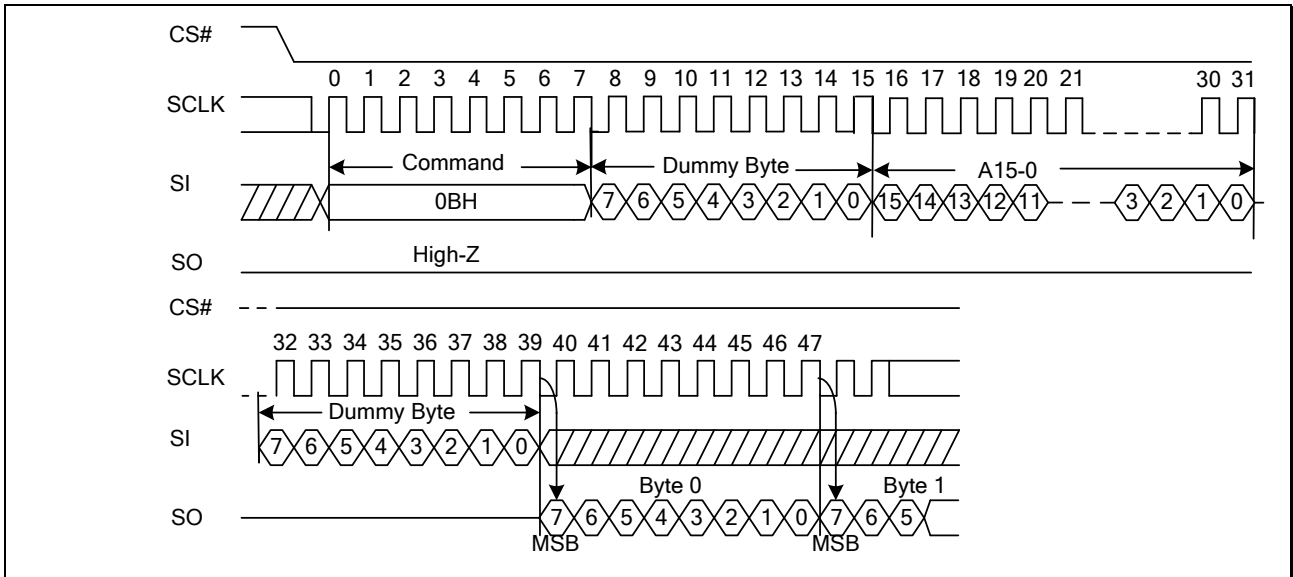 CS#
0 1 2 3 4 5 6 7 8 9 10 11 12 13 14 15 16 17 18 19 20 21 30 31
SCLK
Command Dummy Byte A15-0
SI
0BH 7 6 5 4 3 2 1 0 15 14 13 12 11 3 2 1 0
High-Z
SO
CS#
32 33 34 35 36 37 38 39 40 41 42 43 44 45 46 47
SCLK
Dummy Byte
SI
7 6 5 4 3 2 1 0
Byte 0 Byte 1
SO
7 6 5 4 3 2 1 0 7 6 5
MSB MSB